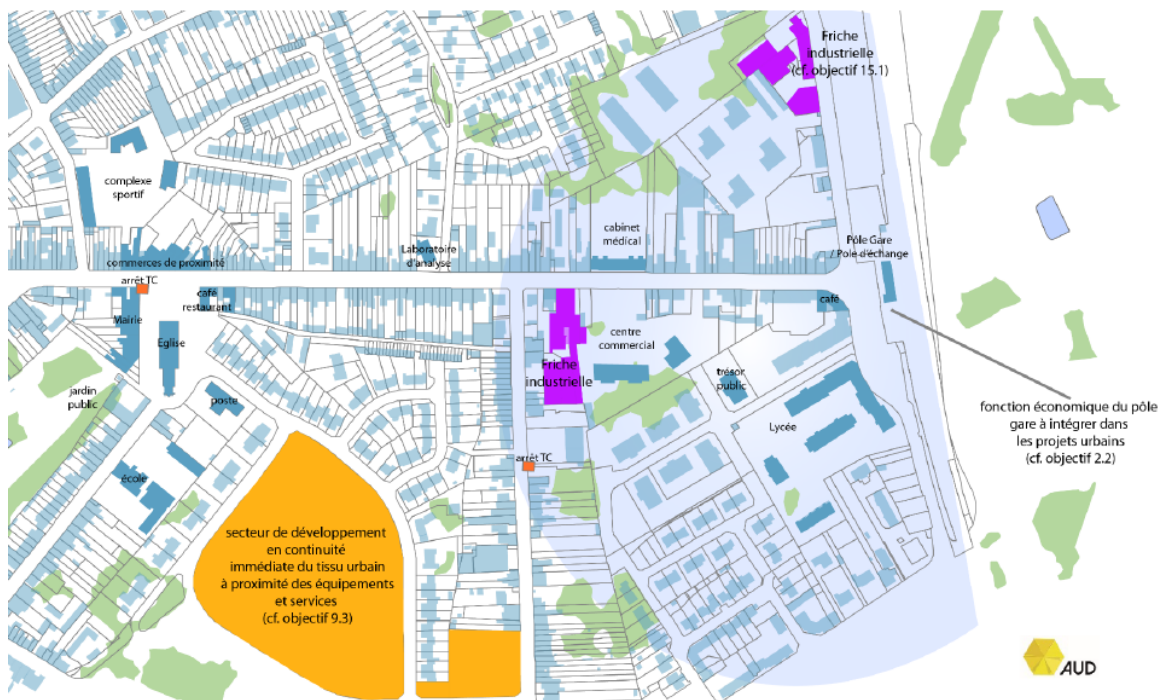 Friche
industrielle
(cf. objectif 15.1)
complexe
sportif
cabinet
médical
Laboratoire
d'analyse
Pôle Gare
/ Pole d'échange
commerces de proximité
arrêt TC
café
restaurant
café
Mairie
Eglise
centre
commercial
Friche
industrielle
trésor
public
jardin
public
poste
Lycée
fonction économique du pôle
gare à intégrer dans
les projets urbains
(cf. objectif 2.2)
arrêt TC
école
secteur de développement
en continuité
immédiate du tissu urbain
à proximité des équipements
et services
(cf. objectif 9.3)
AUD